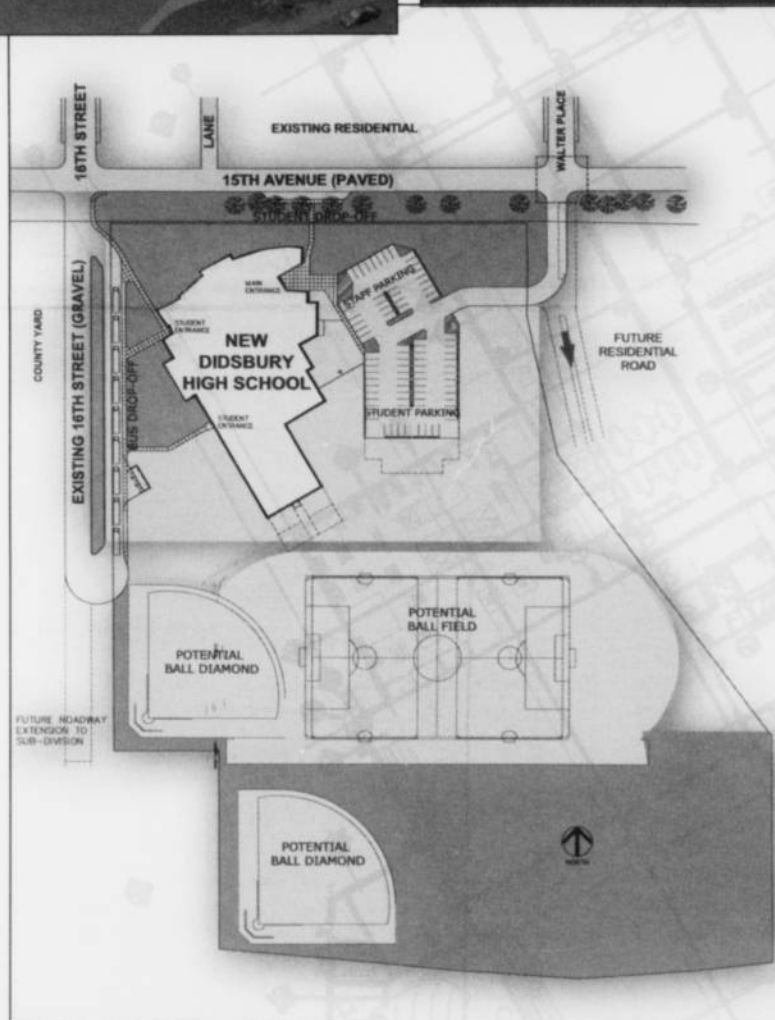 16TH STREET
LANE
EXISTING RESIDENTIAL
WALTER PLACE
15TH AVENUE (PAVED)
STUDENT DROP-OFF
COUNTY YARD
EXISTING 16TH STREET (GRAVEL)
BUS DROP-OFF
MAIN
ENTRANCE
STAFF PARKING
STUDENT
ENTRANCE
NEW
DIDSBURY
HIGH SCHOOL
FUTURE
RESIDENTIAL
ROAD
STUDENT PARKING
STUDENT
ENTRANCE
POTENTIAL
BALL FIELD
POTENTIAL
BALL DIAMOND
FUTURE ROADWAY
EXTENSION TO
SUB-DIVISION
POTENTIAL
BALL DIAMOND
NORTH